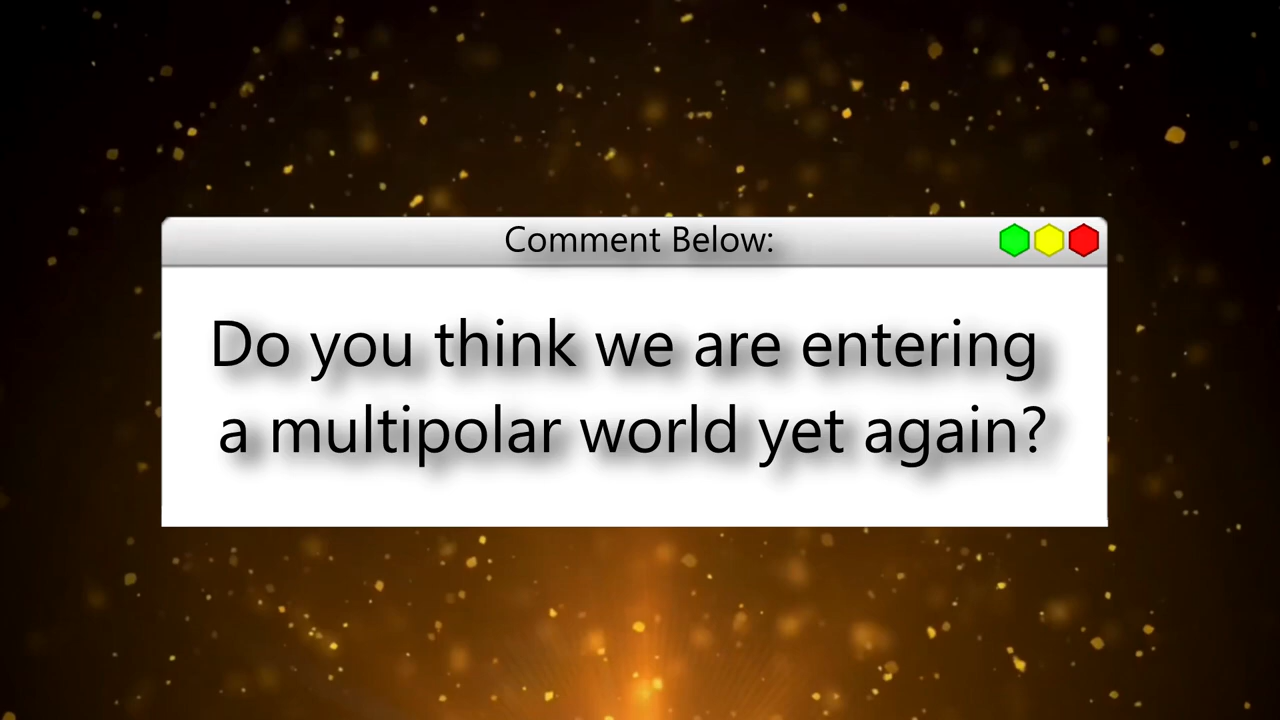 Comment Below:
Do you think we are entering
a multipolar world yet again?